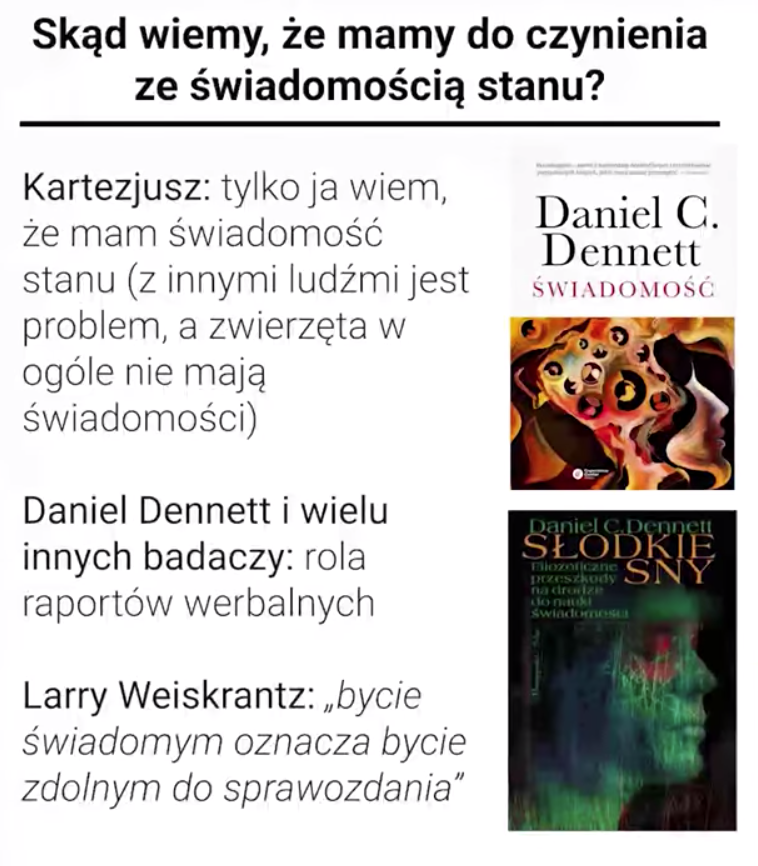 Skąd wiemy, że mamy do czynienia
ze świadomością stanu?
Kartezjusz: tylko ja wiem,
że mam świadomość
stanu (z innymi ludźmi jest
problem, a zwierzęta w
ogóle nie mają
świadomości)
Daniel Dennett i wielu
innych badaczy: rola
raportów werbalnych
Larry Weiskrantz: „bycie
świadomym oznacza bycie
zdolnym do sprawozdania”
Daniel C.
Dennett
ŚWIADOMOŚĆ
Daniel C. Dennett
SŁODKIE
SNY
Filozoficzne
przeszkody
na drodze
do nauki
świadomości